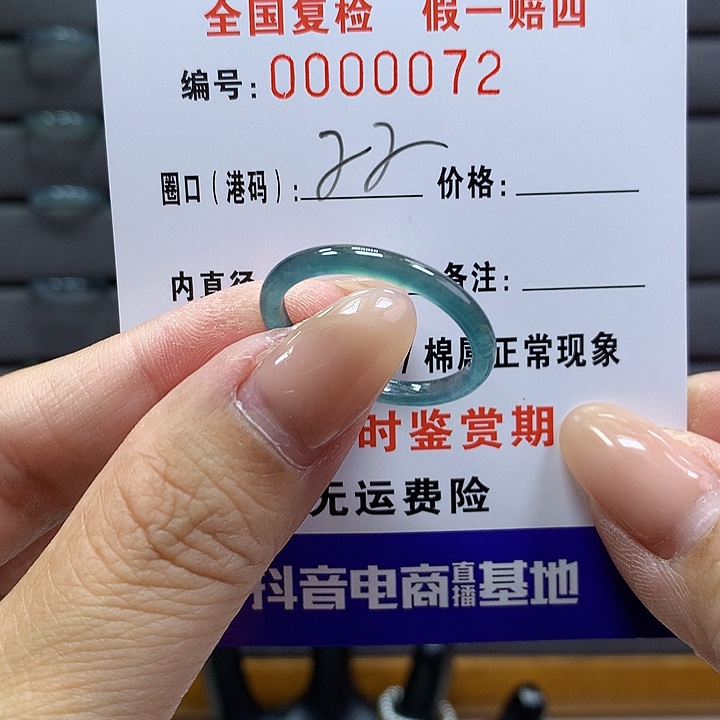 全国复检 假一赔四
编号:0000072
圈口(港码):22 价格:
内直径 备注:
棉属正常现象
时鉴赏期
无运费险
抖音电商直播基地